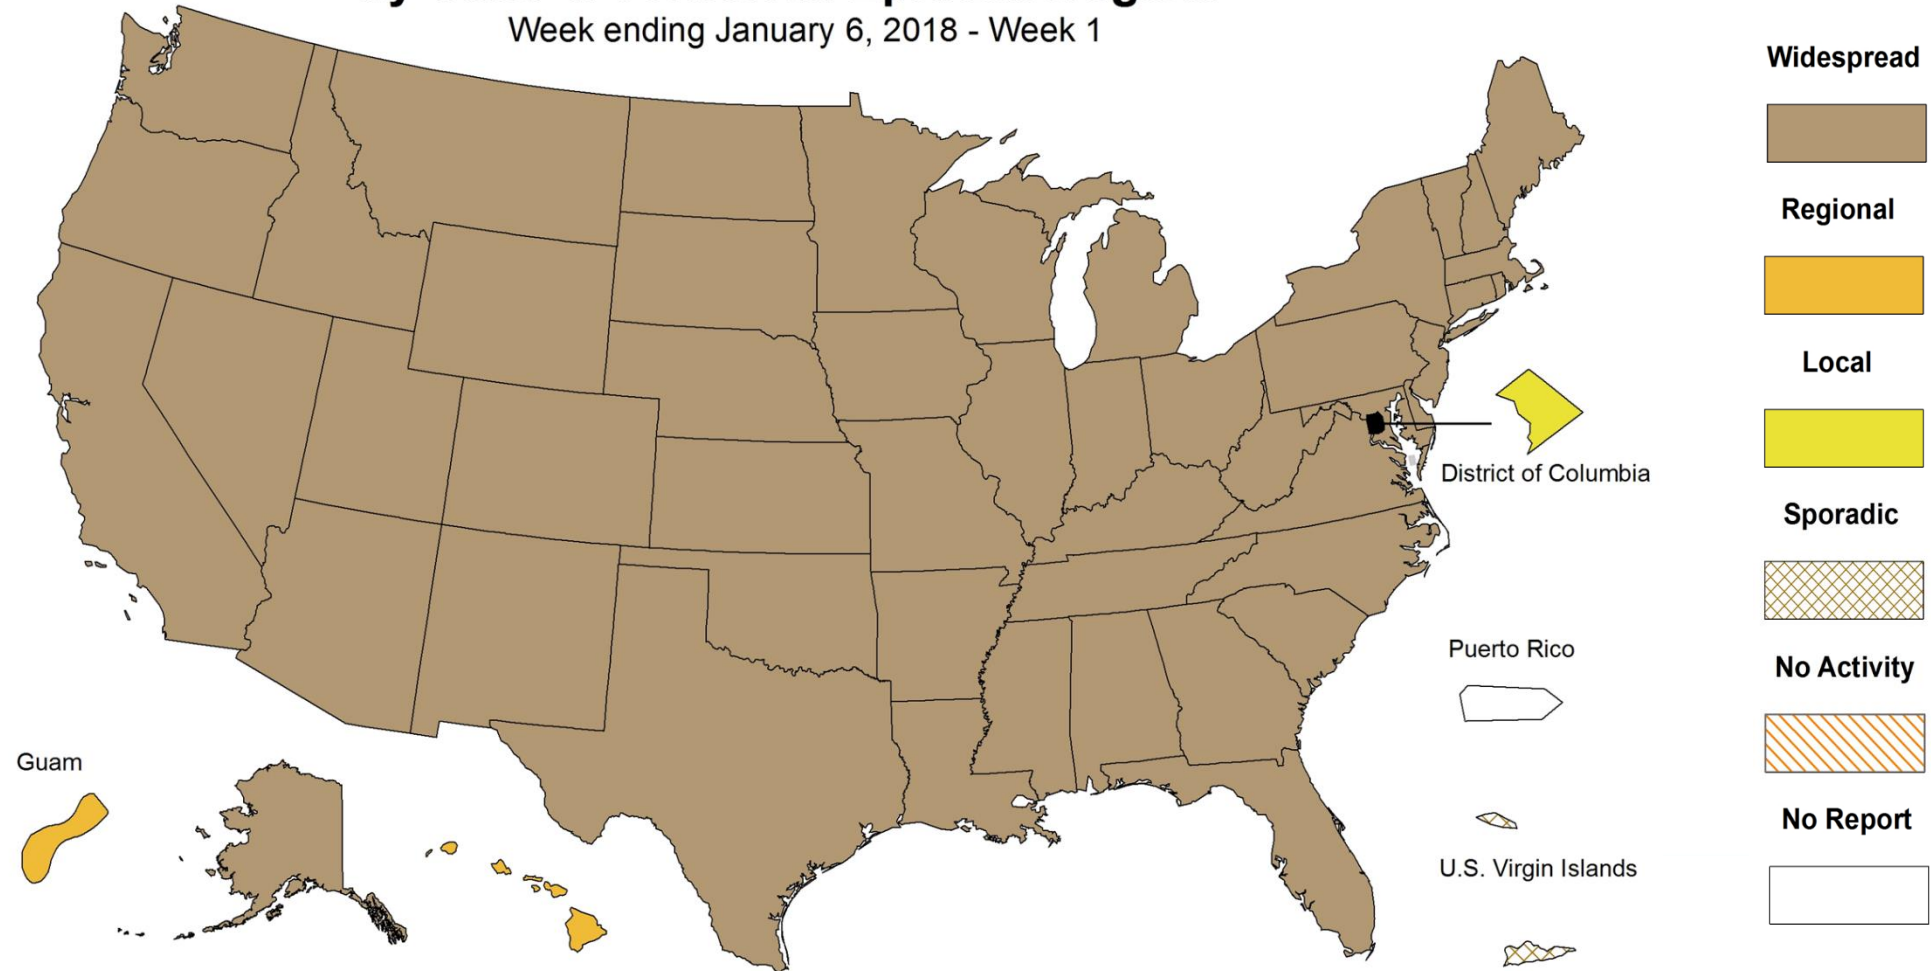 Week ending January 6, 2018 - Week 1
Widespread
Regional
Local
District of Columbia
Sporadic
Puerto Rico
No Activity
Guam
No Report
U.S. Virgin Islands